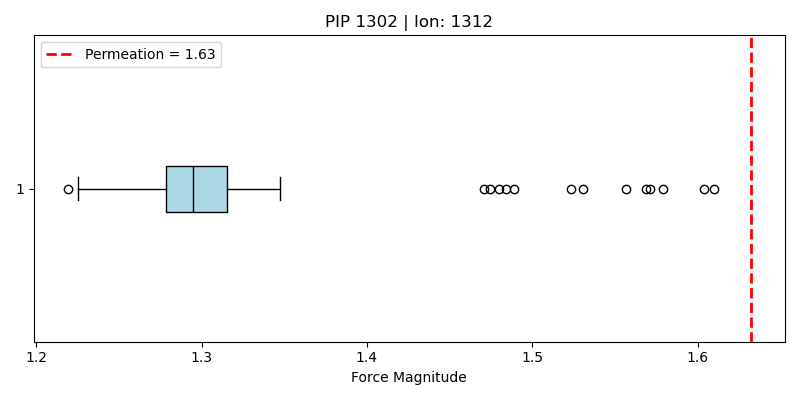 PIP 1302 | Ion: 1312
Permeation = 1.63
1
1.2 1.3 1.4 1.5 1.6
Force Magnitude